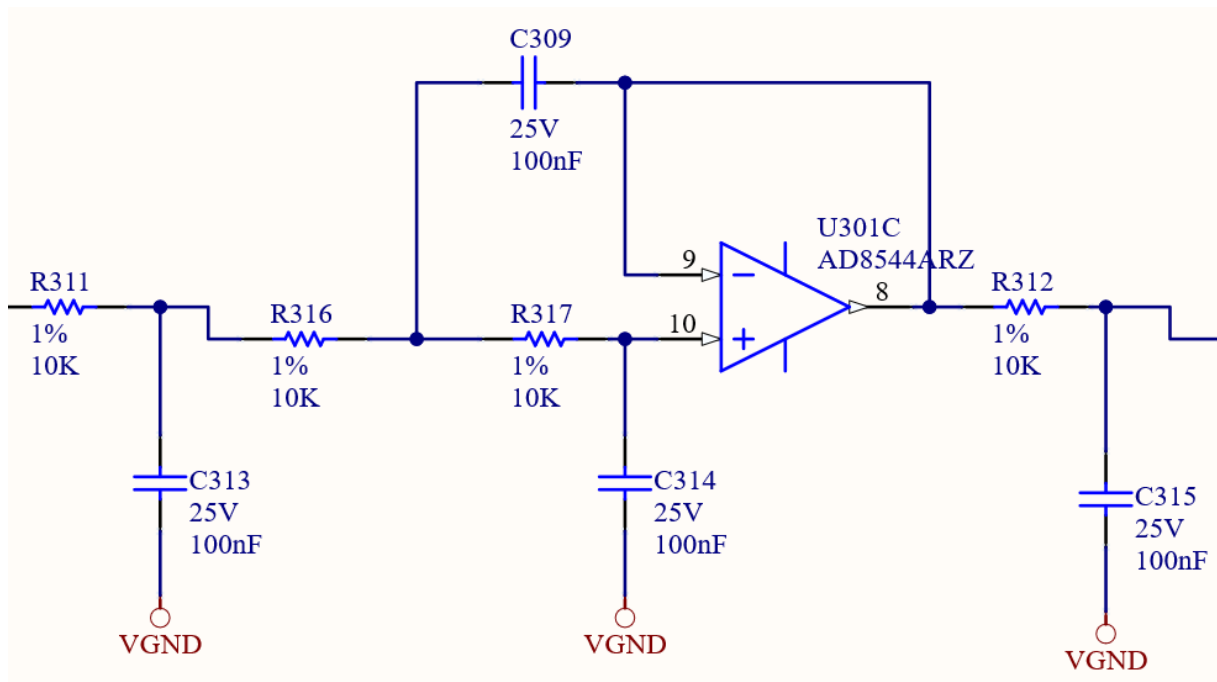 C309
25V
100nF
U301C
AD8544ARZ
9
8
10
R311
1%
10K
R316
1%
10K
R317
1%
10K
R312
1%
10K
C313
25V
100nF
C314
25V
100nF
C315
25V
100nF
VGND
VGND
VGND